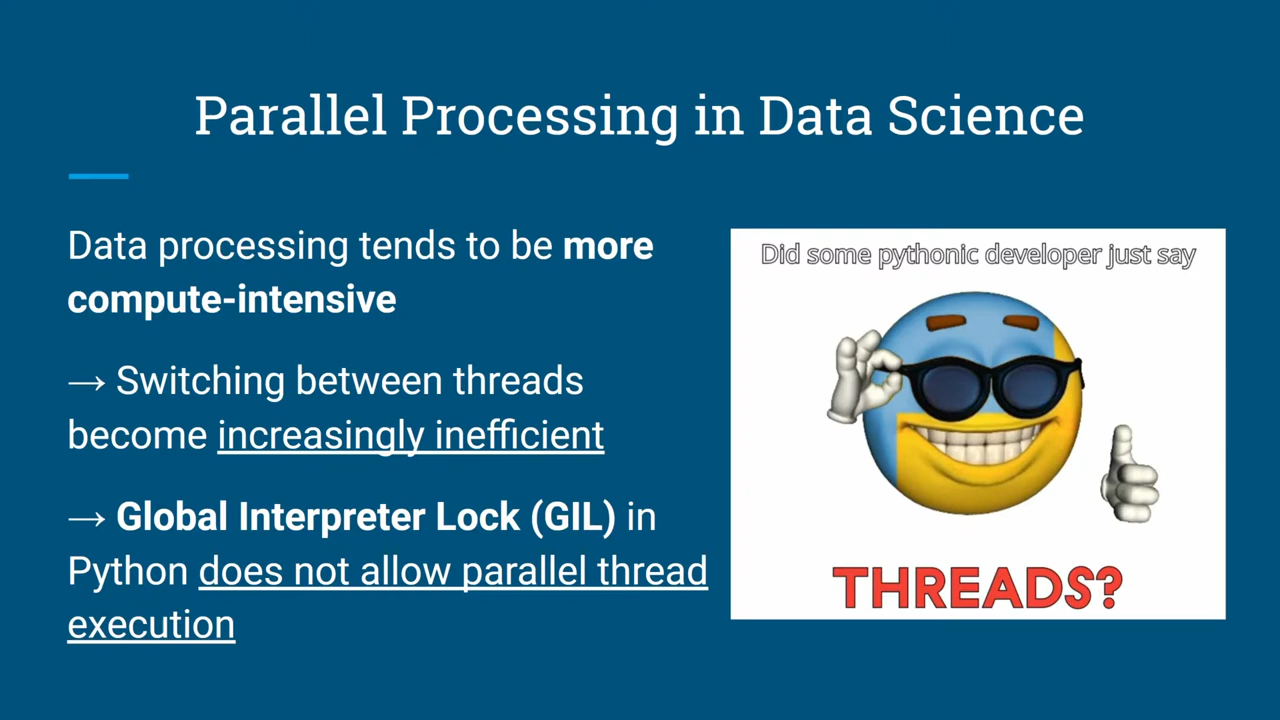 Parallel Processing in Data Science
Data processing tends to be more
compute-intensive
→ Switching between threads
become increasingly inefficient
→ Global Interpreter Lock (GIL) in
Python does not allow parallel thread
execution
Did some pythonic developer just say
THREADS?